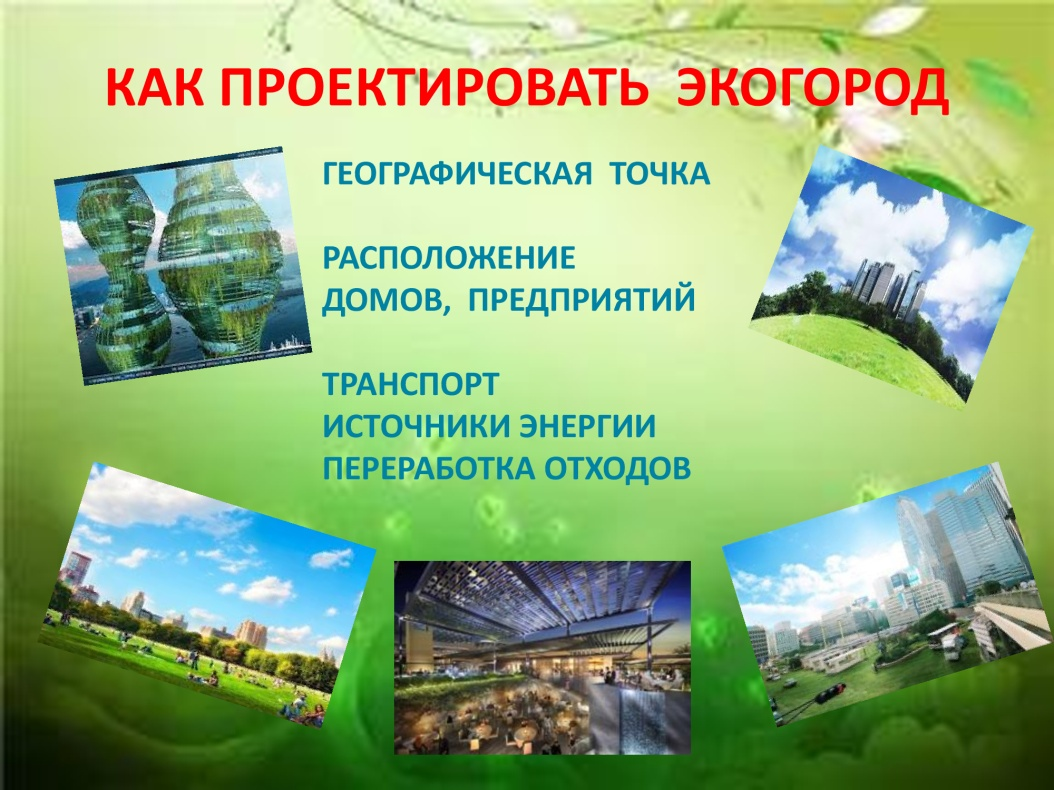 КАК ПРОЕКТИРОВАТЬ ЭКОГОРОД
ГЕОГРАФИЧЕСКАЯ ТОЧКА
РАСПОЛОЖЕНИЕ
ДОМОВ, ПРЕДПРИЯТИЙ
ТРАНСПОРТ
ИСТОЧНИКИ ЭНЕРГИИ
ПЕРЕРАБОТКА ОТХОДОВ